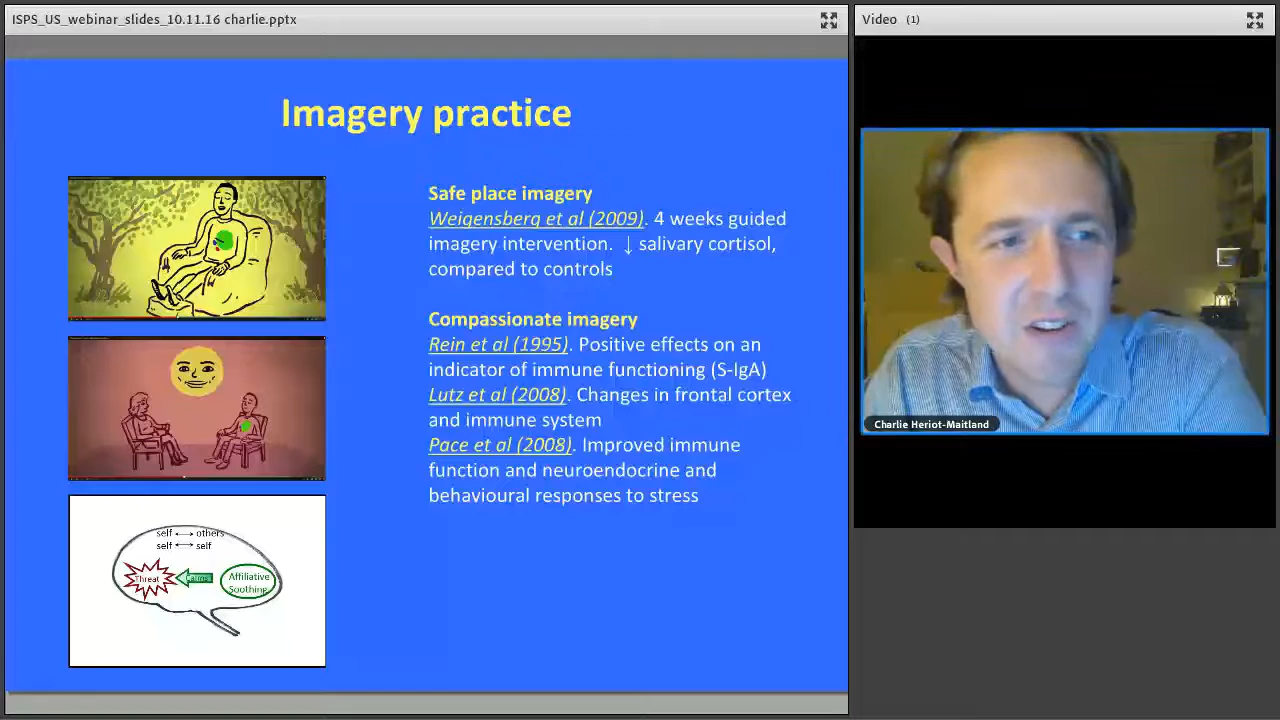 ISPS_US_webinar_slides_10.11.16 charlie.pptx
Video (1)
Imagery practice
Safe place imagery
Weigensberg et al (2009). 4 weeks guided
imagery intervention. ↓ salivary cortisol,
compared to controls
Compassionate imagery
Rein et al (1995). Positive effects on an
indicator of immune functioning (S-IgA)
Lutz et al (2008). Changes in frontal cortex
and immune system
Pace et al (2008). Improved immune
function and neuroendocrine and
behavioural responses to stress
self ↔ others
self ↔ self
Threat
Affiliative
Soothing
Charlie Heriot-Maitland